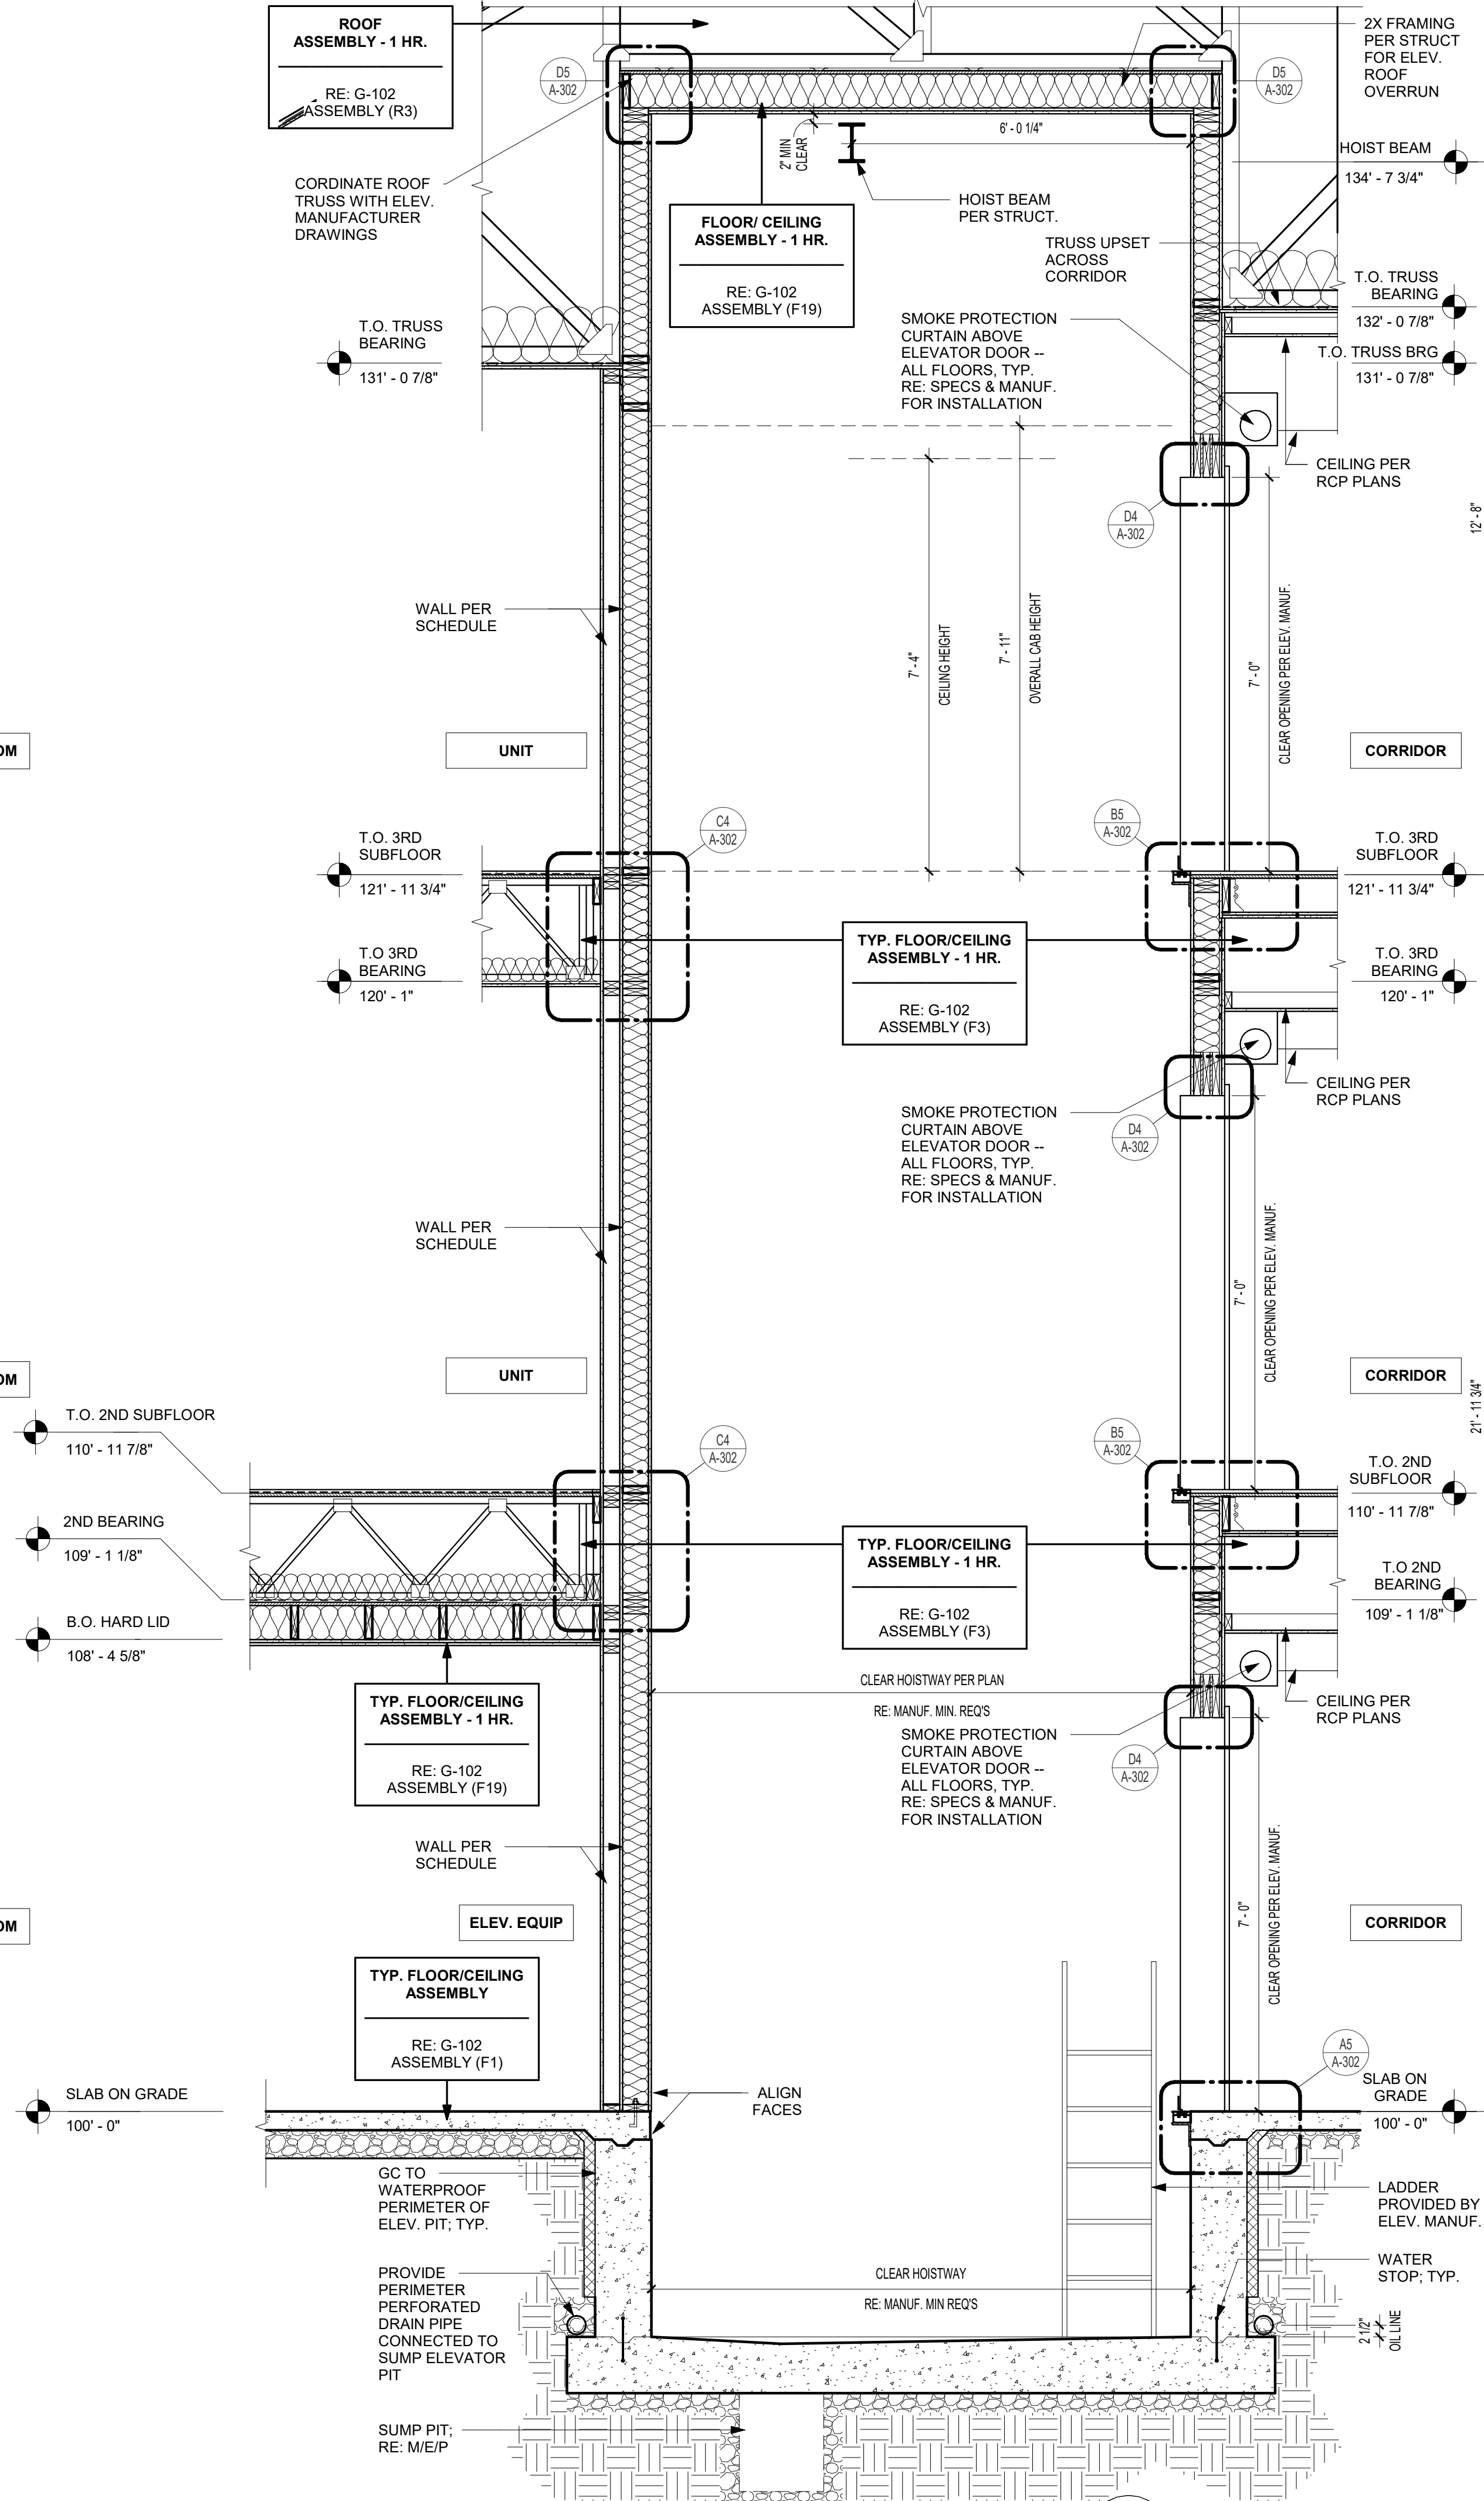 ROOF
ASSEMBLY - 1 HR.
RE: G-102
ASSEMBLY (R3)
D5
A-302
D5
A-302
2X FRAMING
PER STRUCT
FOR ELEV.
ROOF
OVERRUN
2" MIN
CLEAR
6' - 0 1/4"
HOIST BEAM
134' - 7 3/4"
CORDINATE ROOF
TRUSS WITH ELEV.
MANUFACTURER
DRAWINGS
HOIST BEAM
PER STRUCT.
FLOOR/ CEILING
ASSEMBLY - 1 HR.
RE: G-102
ASSEMBLY (F19)
TRUSS UPSET
ACROSS
CORRIDOR
T.O. TRUSS
BEARING
132' - 0 7/8"
T.O. TRUSS
BEARING
131' - 0 7/8"
SMOKE PROTECTION
CURTAIN ABOVE
ELEVATOR DOOR --
ALL FLOORS, TYP.
RE: SPECS & MANUF.
FOR INSTALLATION
T.O. TRUSS BRG
131' - 0 7/8"
CEILING PER
RCP PLANS
D4
A-302
12' - 8"
WALL PER
SCHEDULE
7' - 4"
CEILING HEIGHT
7' - 11"
OVERALL CAB HEIGHT
7' - 0"
CLEAR OPENING PER ELEV. MANUF.
OM
UNIT
CORRIDOR
C4
A-302
B5
A-302
T.O. 3RD
SUBFLOOR
121' - 11 3/4"
T.O. 3RD
SUBFLOOR
121' - 11 3/4"
TYP. FLOOR/CEILING
ASSEMBLY - 1 HR.
RE: G-102
ASSEMBLY (F3)
T.O 3RD
BEARING
120' - 1"
T.O. 3RD
BEARING
120' - 1"
CEILING PER
RCP PLANS
SMOKE PROTECTION
CURTAIN ABOVE
ELEVATOR DOOR --
ALL FLOORS, TYP.
RE: SPECS & MANUF.
FOR INSTALLATION
D4
A-302
WALL PER
SCHEDULE
7' - 0"
CLEAR OPENING PER ELEV. MANUF.
OM
UNIT
CORRIDOR
21' - 11 3/4"
T.O. 2ND SUBFLOOR
110' - 11 7/8"
C4
A-302
B5
A-302
T.O. 2ND
SUBFLOOR
110' - 11 7/8"
2ND BEARING
109' - 1 1/8"
TYP. FLOOR/CEILING
ASSEMBLY - 1 HR.
RE: G-102
ASSEMBLY (F3)
T.O 2ND
BEARING
109' - 1 1/8"
B.O. HARD LID
108' - 4 5/8"
CLEAR HOISTWAY PER PLAN
RE: MANUF. MIN. REQ'S
TYP. FLOOR/CEILING
ASSEMBLY - 1 HR.
RE: G-102
ASSEMBLY (F19)
CEILING PER
RCP PLANS
SMOKE PROTECTION
CURTAIN ABOVE
ELEVATOR DOOR --
ALL FLOORS, TYP.
RE: SPECS & MANUF.
FOR INSTALLATION
D4
A-302
WALL PER
SCHEDULE
7' - 0"
CLEAR OPENING PER ELEV. MANUF.
OM
ELEV. EQUIP
CORRIDOR
TYP. FLOOR/CEILING
ASSEMBLY
RE: G-102
ASSEMBLY (F1)
A5
A-302
SLAB ON GRADE
100' - 0"
ALIGN
FACES
SLAB ON
GRADE
100' - 0"
GC TO
WATERPROOF
PERIMETER OF
ELEV. PIT; TYP.
LADDER
PROVIDED BY
ELEV. MANUF.
PROVIDE
PERIMETER
PERFORATED
DRAIN PIPE
CONNECTED TO
SUMP ELEVATOR
PIT
CLEAR HOISTWAY
RE: MANUF. MIN REQ'S
WATER
STOP; TYP.
2 1/2"
OIL LINE
SUMP PIT;
RE: M/E/P